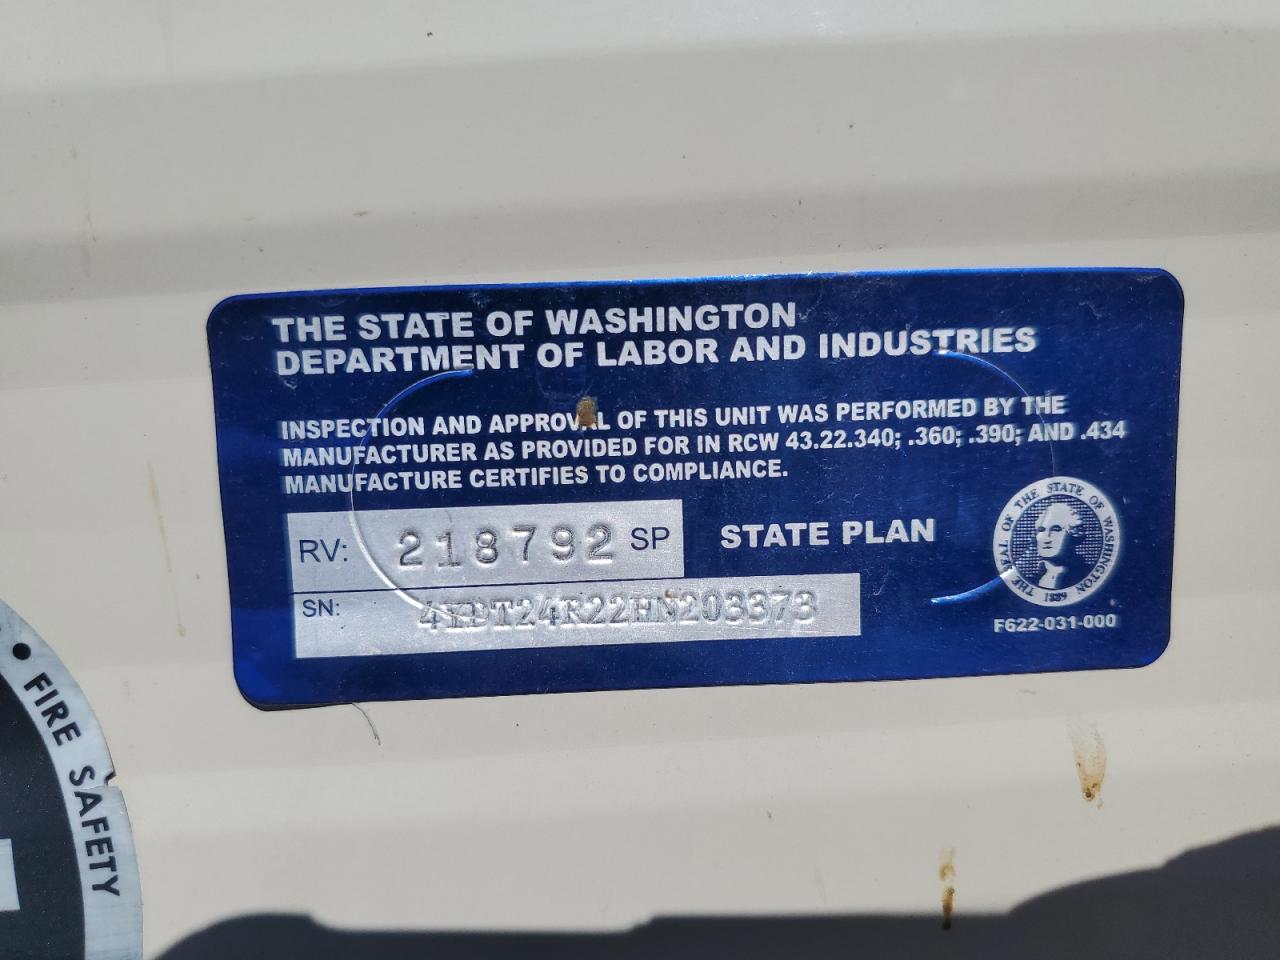 THE STATE OF WASHINGTON
DEPARTMENT OF LABOR AND INDUSTRIES
INSPECTION AND APPROVAL OF THIS UNIT WAS PERFORMED BY THE
MANUFACTURER AS PROVIDED FOR IN RCW 43.22.340; .360; .390; AND .434
MANUFACTURE CERTIFIES TO COMPLIANCE.
RV: 218792 SP
STATE PLAN
SN: 4YDT24R22HN203373
THE SEAL OF THE STATE OF WASHINGTON
1889
F622-031-000
• FIRE SAFETY